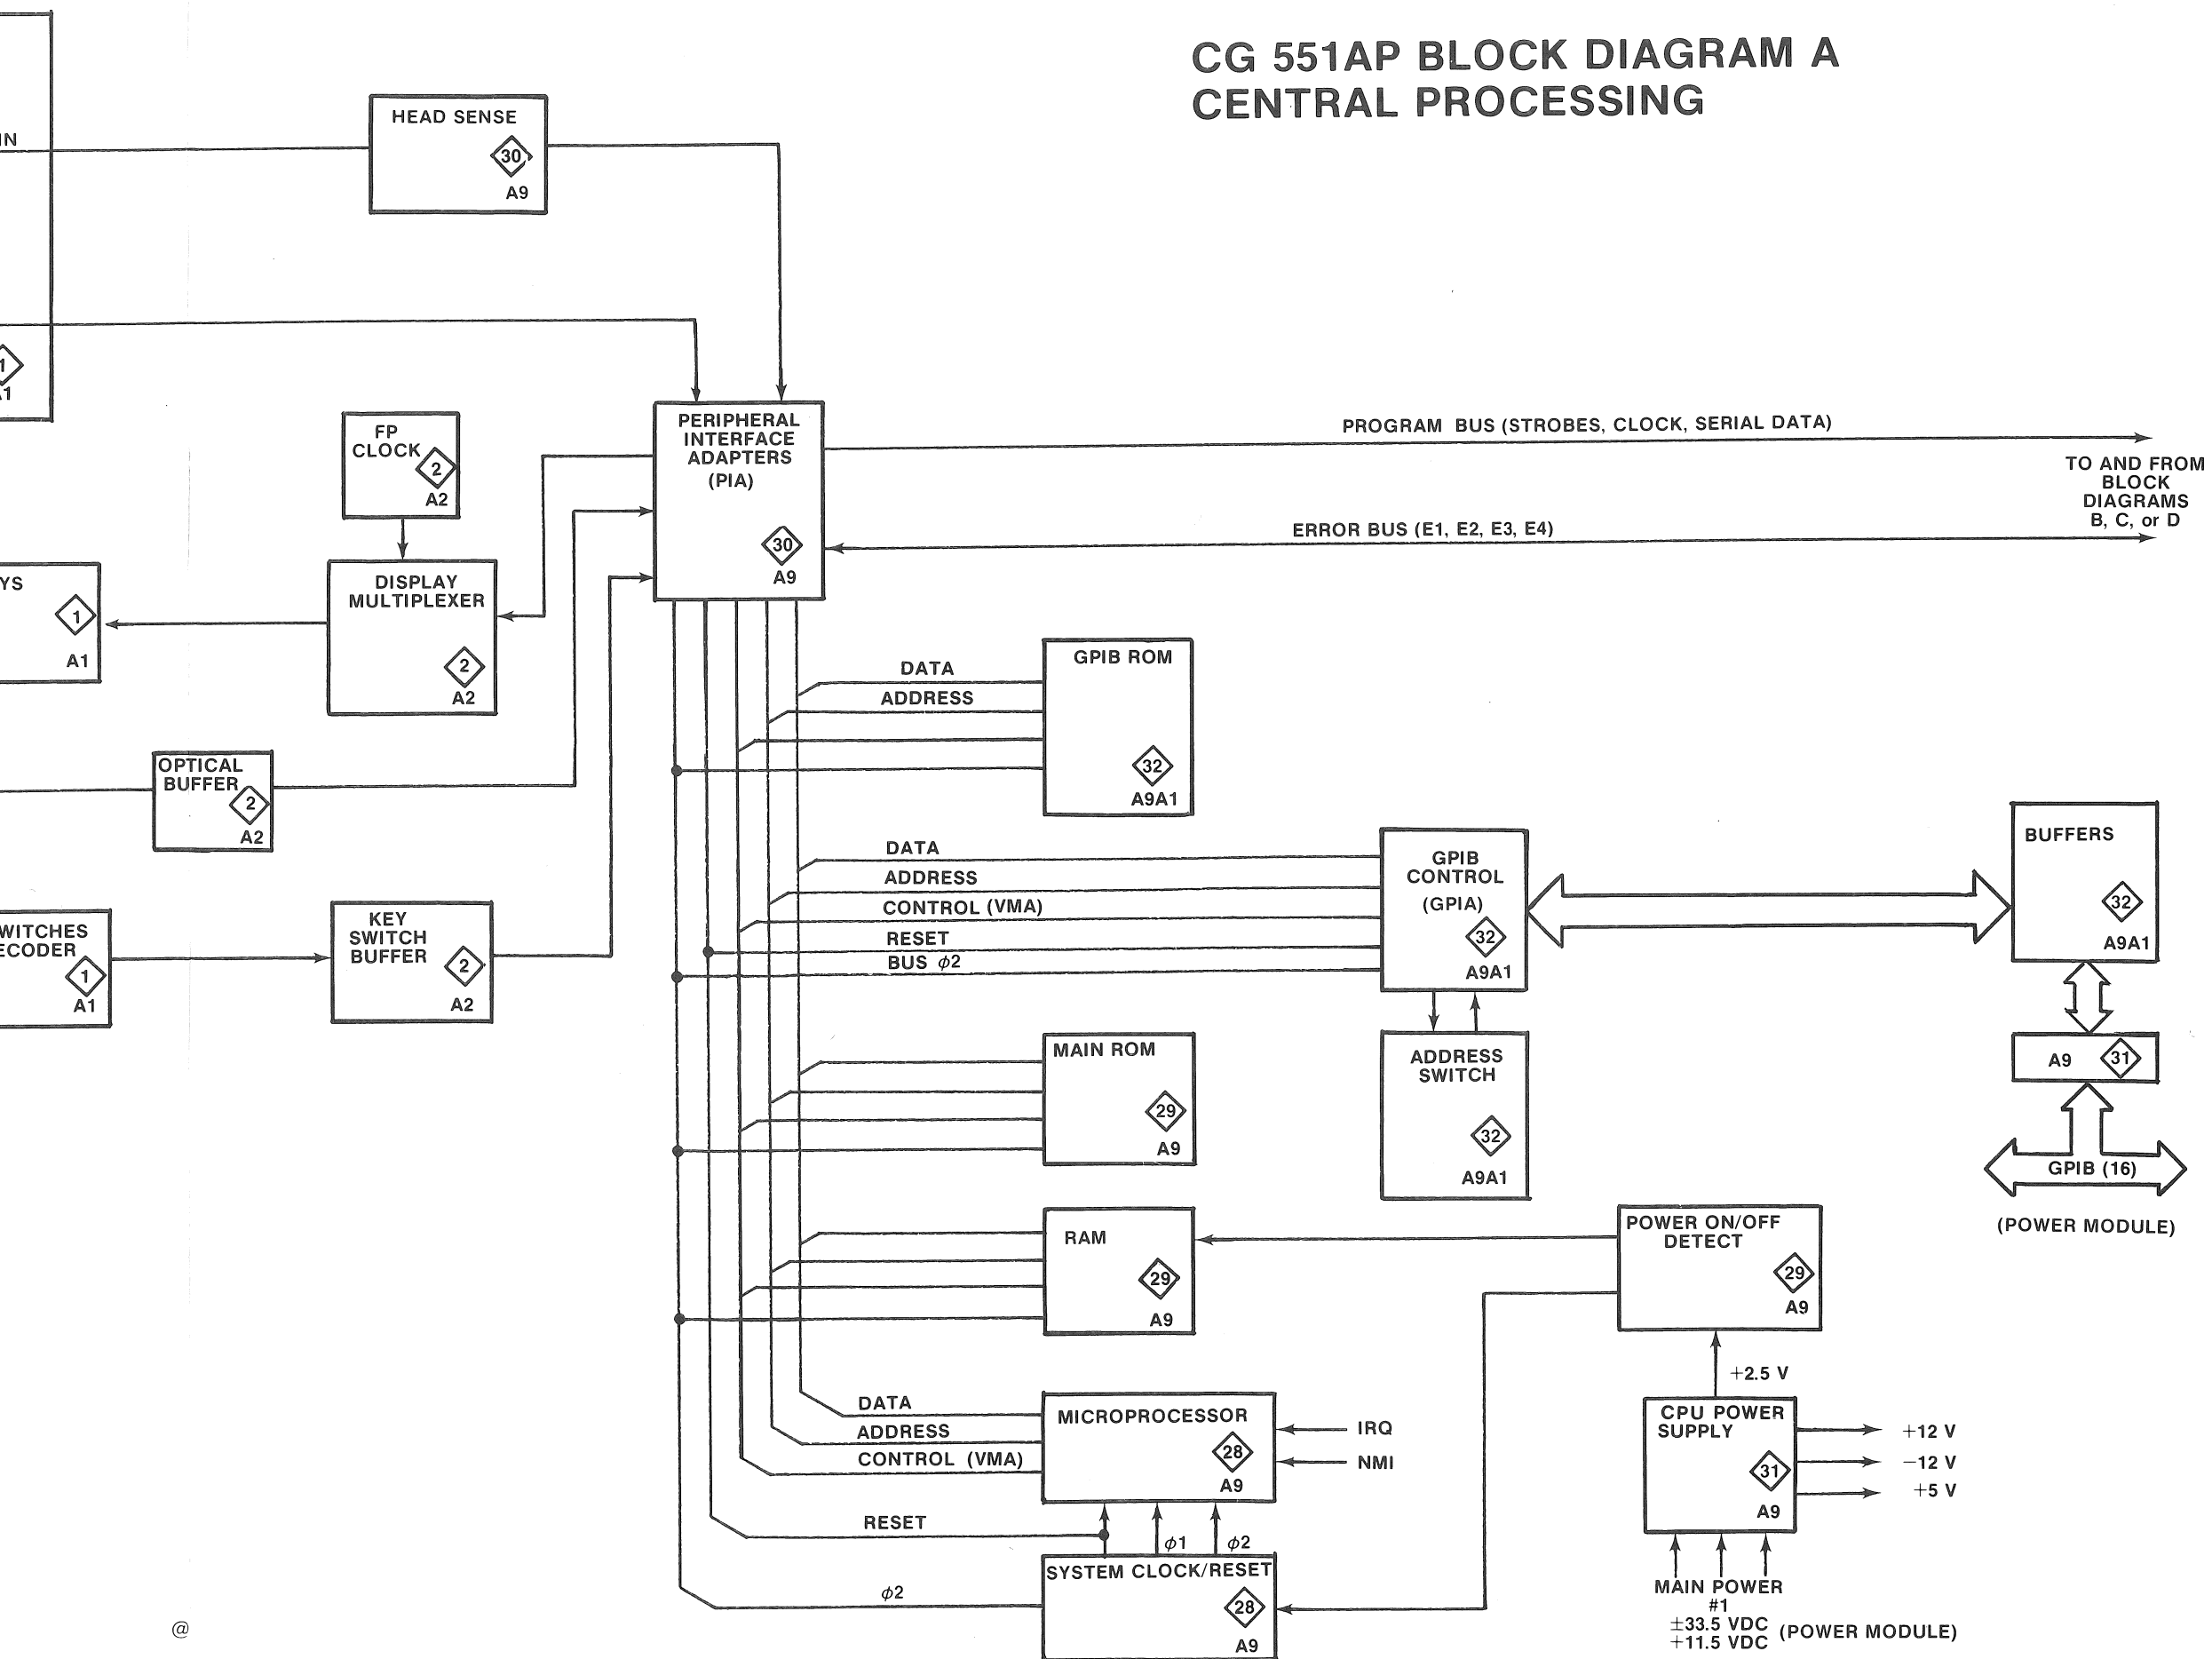 CG 551AP BLOCK DIAGRAM A
CENTRAL PROCESSING
IN
HEAD SENSE
30
A9
1
A1
FP
CLOCK
2
A2
PERIPHERAL
INTERFACE
ADAPTERS
(PIA)
30
A9
PROGRAM BUS (STROBES, CLOCK, SERIAL DATA)
TO AND FROM
BLOCK
DIAGRAMS
B, C, or D
ERROR BUS (E1, E2, E3, E4)
YS
1
A1
DISPLAY
MULTIPLEXER
2
A2
DATA
ADDRESS
GPIB ROM
32
A9A1
OPTICAL
BUFFER
2
A2
DATA
ADDRESS
CONTROL (VMA)
RESET
BUS ϕ2
GPIB
CONTROL
(GPIA)
32
A9A1
BUFFERS
32
A9A1
WITCHES
ECODER
1
A1
KEY
SWITCH
BUFFER
2
A2
MAIN ROM
29
A9
ADDRESS
SWITCH
32
A9A1
A9 31
GPIB (16)
(POWER MODULE)
RAM
29
A9
POWER ON/OFF
DETECT
29
A9
+2.5 V
DATA
ADDRESS
CONTROL (VMA)
MICROPROCESSOR
28
A9
IRQ
NMI
CPU POWER
SUPPLY
31
A9
+12 V
−12 V
+5 V
RESET
ϕ1
ϕ2
SYSTEM CLOCK/RESET
28
A9
ϕ2
MAIN POWER
#1
±33.5 VDC
+11.5 VDC
(POWER MODULE)
@